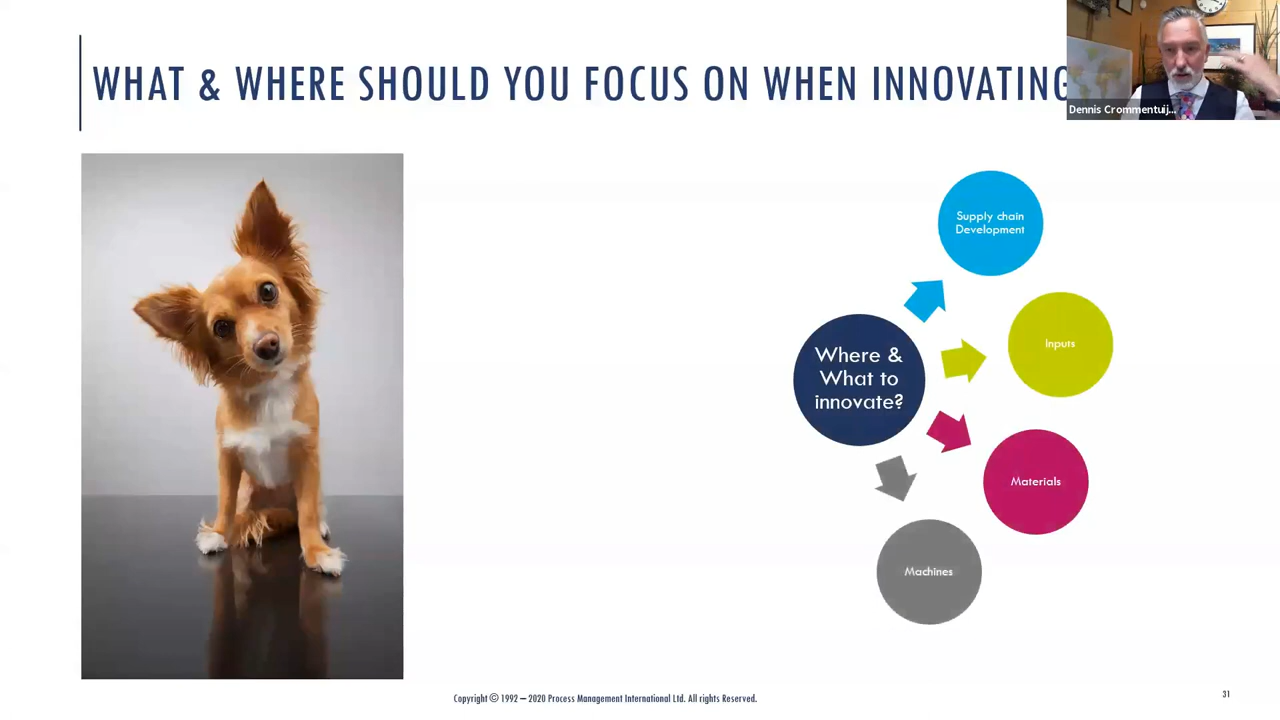 WHAT & WHERE SHOULD YOU FOCUS ON WHEN INNOVATING
Dennis Crommentuij...
Supply chain
Development
Inputs
Where &
What to
innovate?
Materials
Machines
Copyright © 1992 – 2020 Process Management International Ltd. All rights Reserved.
31